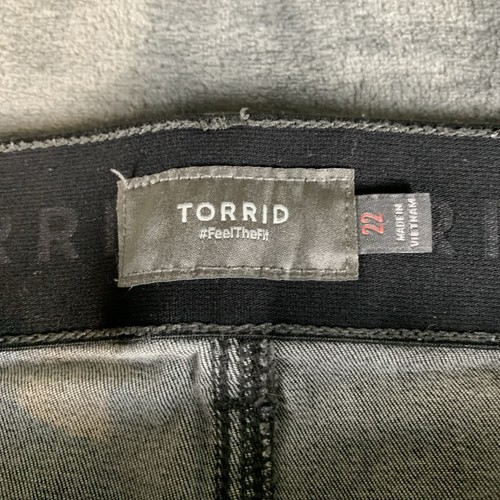 TORRID
#FeelTheFit
22
MADE IN
VIETNAM
R R
R